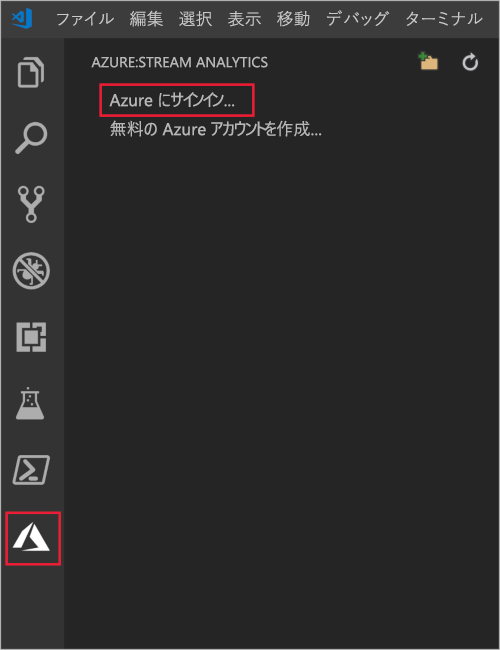 ファイル 編集 選択 表示 移動 デバッグ ターミナル
AZURE:STREAM ANALYTICS
Azure にサインイン...
無料の Azure アカウントを作成...